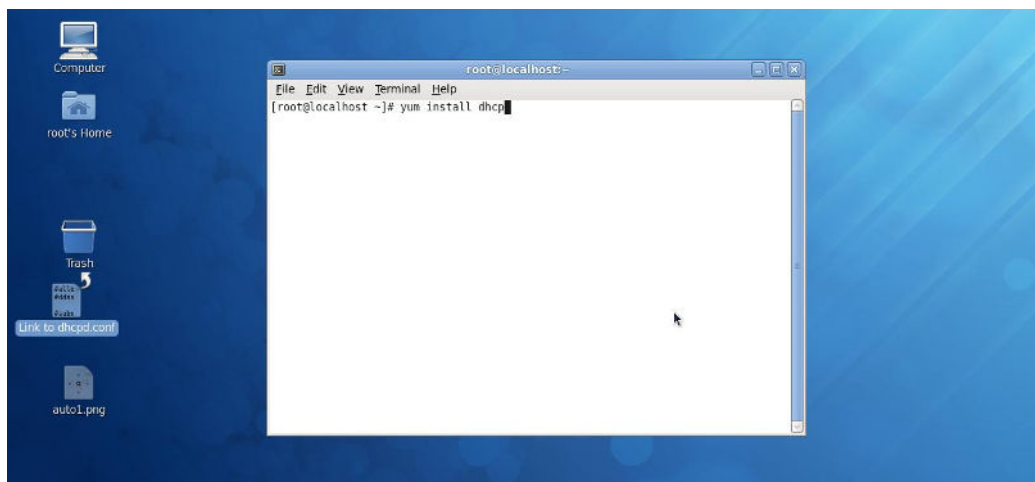 Computer
root's Home
Trash
Link to dhcpd.conf
auto1.png
root@localhost:~
File Edit View Terminal Help
[root@localhost ~]# yum install dhcp